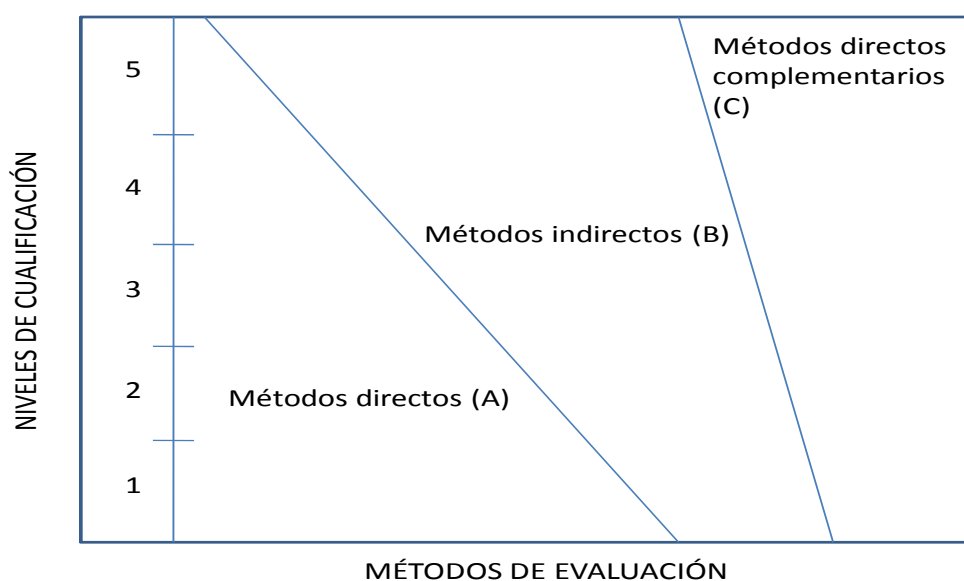 Métodos directos
complementarios
(C)
5
4
Métodos indirectos (B)
3
2
Métodos directos (A)
1
NIVELES DE CUALIFICACIÓN
MÉTODOS DE EVALUACIÓN